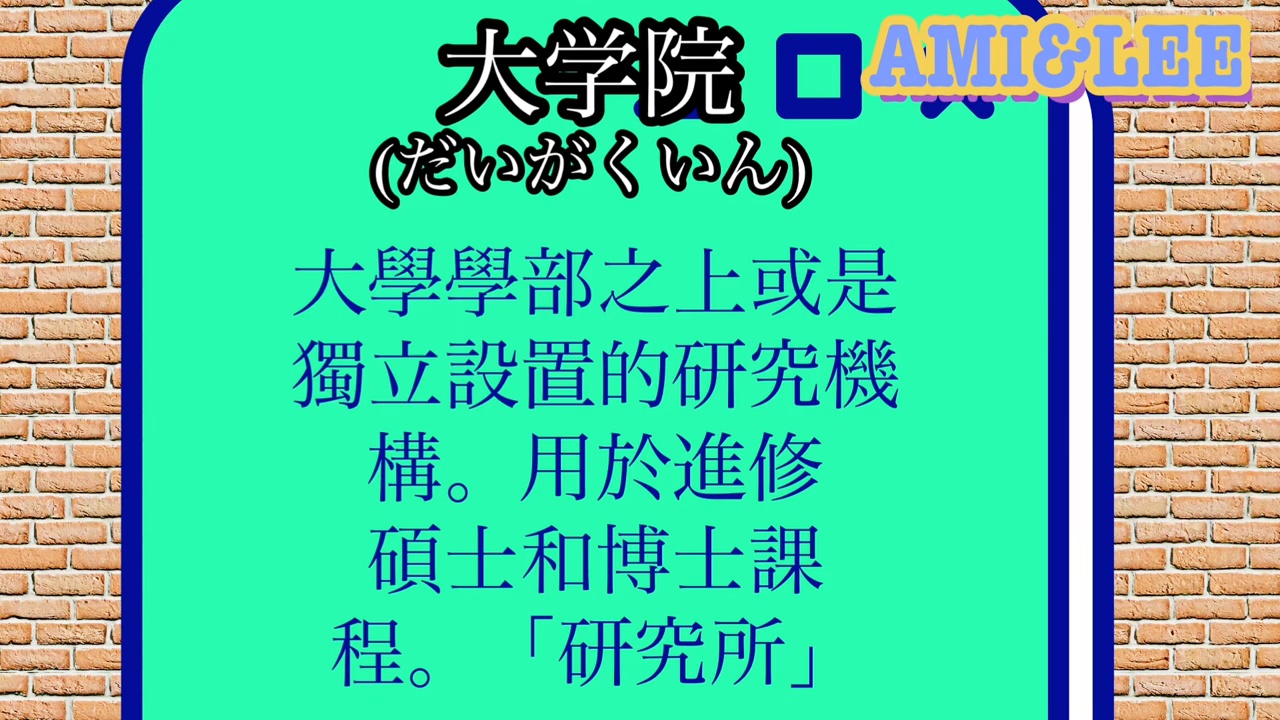 大学院
AMI&LEE
(だいがくいん)
大學學部之上或是
獨立設置的研究機
構。用於進修
碩士和博士課
程。「研究所」